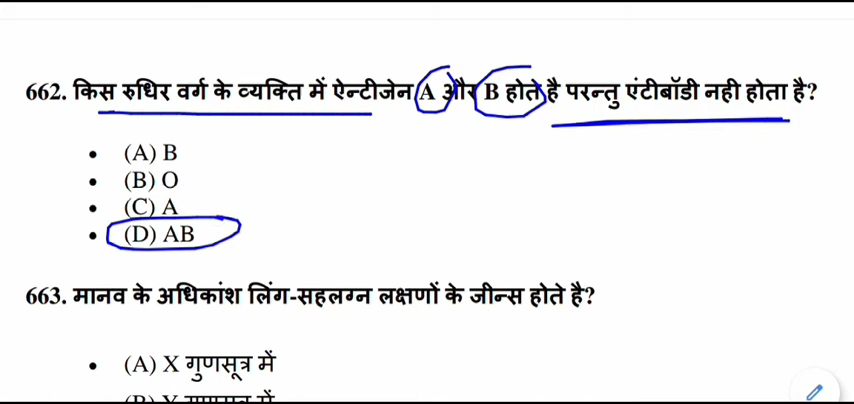 662. किस रुधिर वर्ग के व्यक्ति में ऐन्टीजेन A और B होते है परन्तु एंटीबॉडी नही होता है?
• (A) B
• (B) O
• (C) A
• (D) AB
663. मानव के अधिकांश लिंग-सहलग्न लक्षणों के जीन्स होते है?
• (A) X गुणसूत्र में